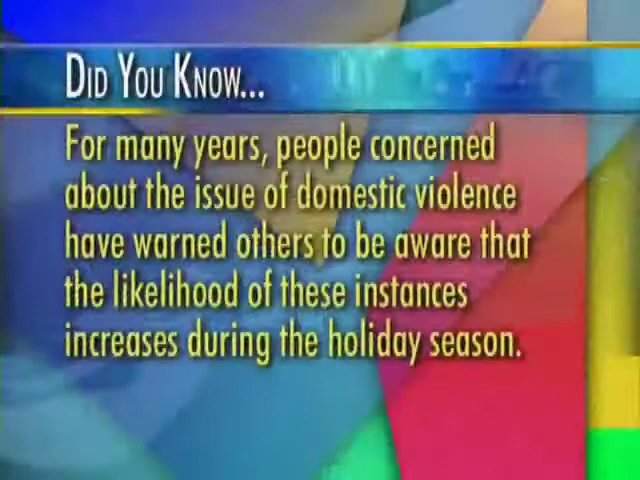 Did You Know...
For many years, people concerned
about the issue of domestic violence
have warned others to be aware that
the likelihood of these instances
increases during the holiday season.